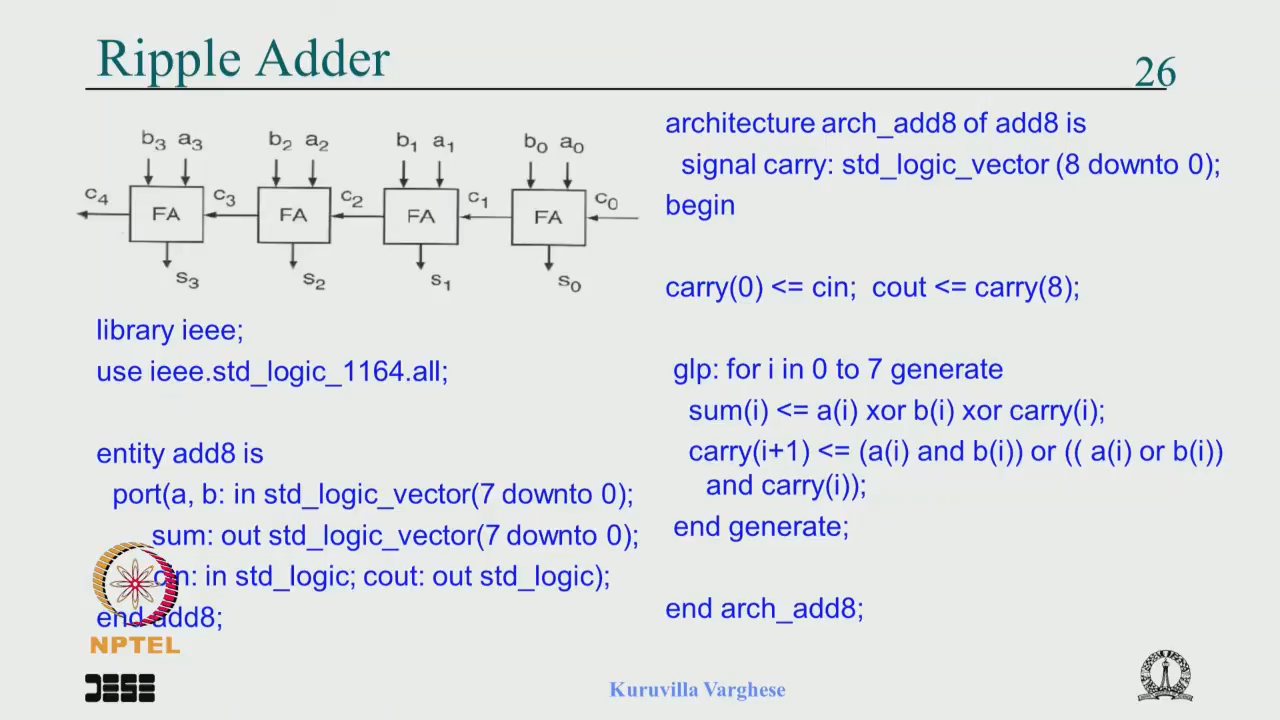 Ripple Adder
26
b3 a3 b2 a2 b1 a1 b0 a0
c4 FA c3 FA c2 FA c1 FA c0
s3 s2 s1 s0
library ieee;
use ieee.std_logic_1164.all;
entity add8 is
port(a, b: in std_logic_vector(7 downto 0);
sum: out std_logic_vector(7 downto 0);
cin: in std_logic; cout: out std_logic);
end add8;
architecture arch_add8 of add8 is
signal carry: std_logic_vector (8 downto 0);
begin
carry(0) <= cin; cout <= carry(8);
glp: for i in 0 to 7 generate
sum(i) <= a(i) xor b(i) xor carry(i);
carry(i+1) <= (a(i) and b(i)) or (( a(i) or b(i))
and carry(i));
end generate;
end arch_add8;
NPTEL
Kuruvilla Varghese